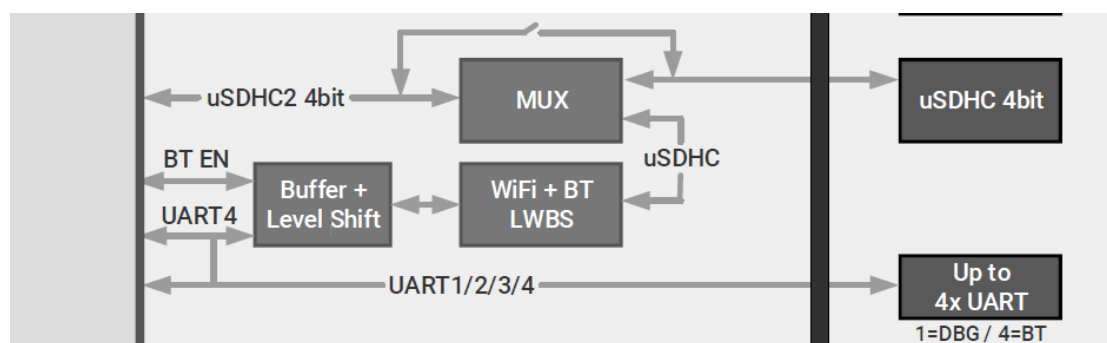 uSDHC2 4bit
MUX
uSDHC 4bit
uSDHC
BT EN
Buffer +
Level Shift
WiFi + BT
LWBS
UART4
UART1/2/3/4
Up to
4x UART
1=DBG / 4=BT